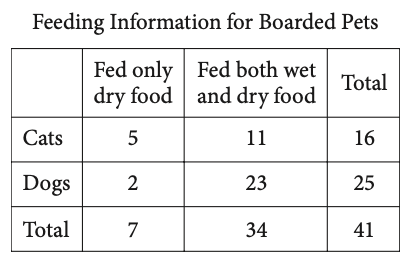 Feeding Information for Boarded Pets
Fed only dry food Fed both wet and dry food Total
Cats 5 11 16
Dogs 2 23 25
Total 7 34 41